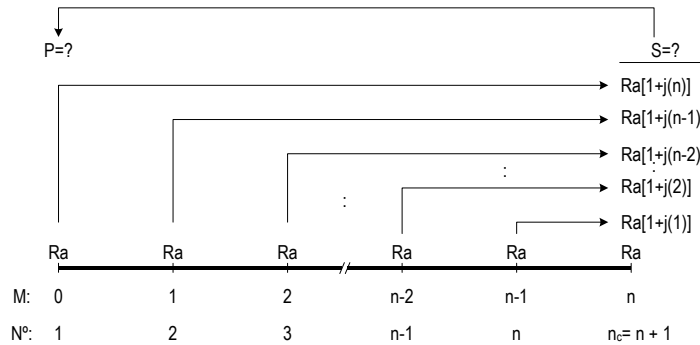 P=?
S=?
Ra[1+j(n)]
Ra[1+j(n-1)
Ra[1+j(n-2)
:
:
:
Ra[1+j(2)]
Ra[1+j(1)]
Ra Ra Ra Ra Ra Ra
M: 0 1 2 n-2 n-1 n
Nº: 1 2 3 n-1 n nc= n + 1